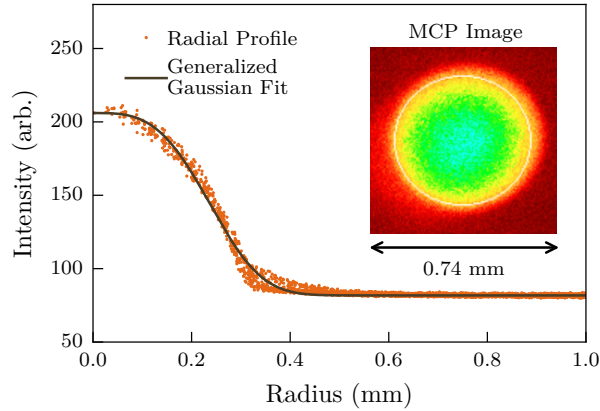 Radial Profile
Generalized
Gaussian Fit
MCP Image
0.74 mm
Intensity (arb.)
250
200
150
100
50
0.0 0.2 0.4 0.6 0.8 1.0
Radius (mm)